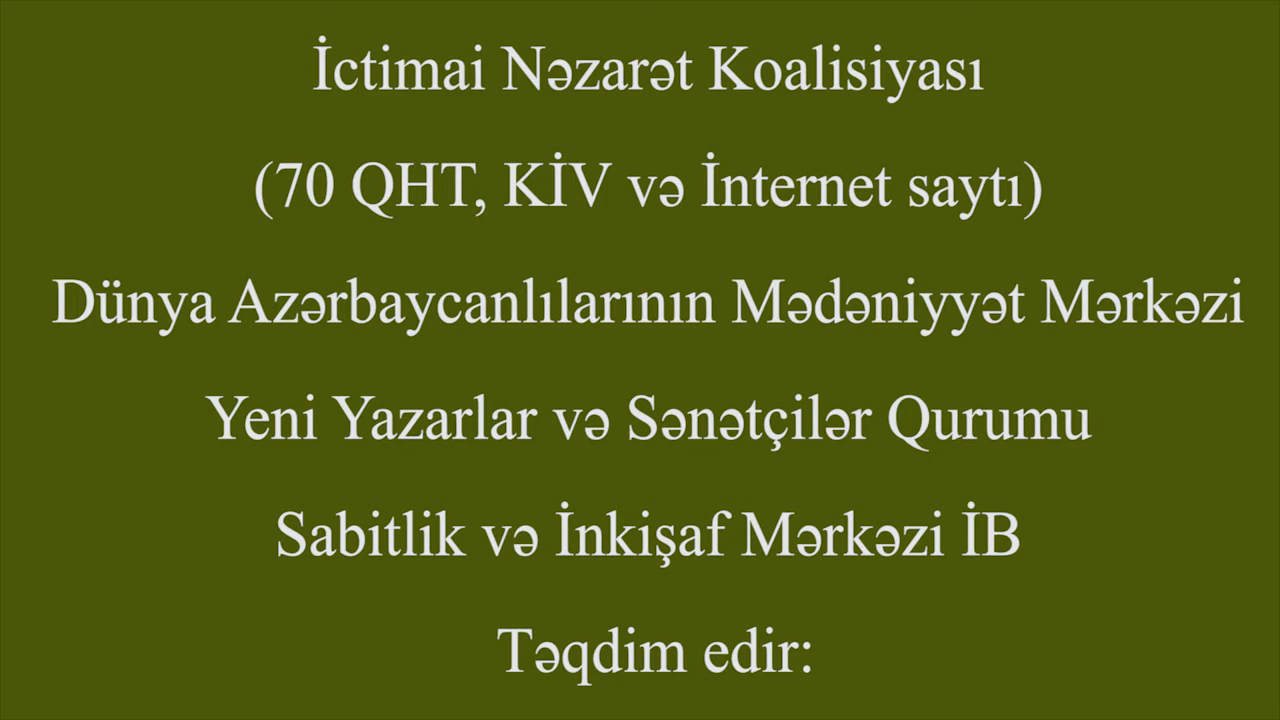 İctimai Nəzarət Koalisiyası
(70 QHT, KİV və İnternet saytı)
Dünya Azərbaycanlılarının Mədəniyyət Mərkəzi
Yeni Yazarlar və Sənətçilər Qurumu
Sabitlik və İnkişaf Mərkəzi İB
Təqdim edir: